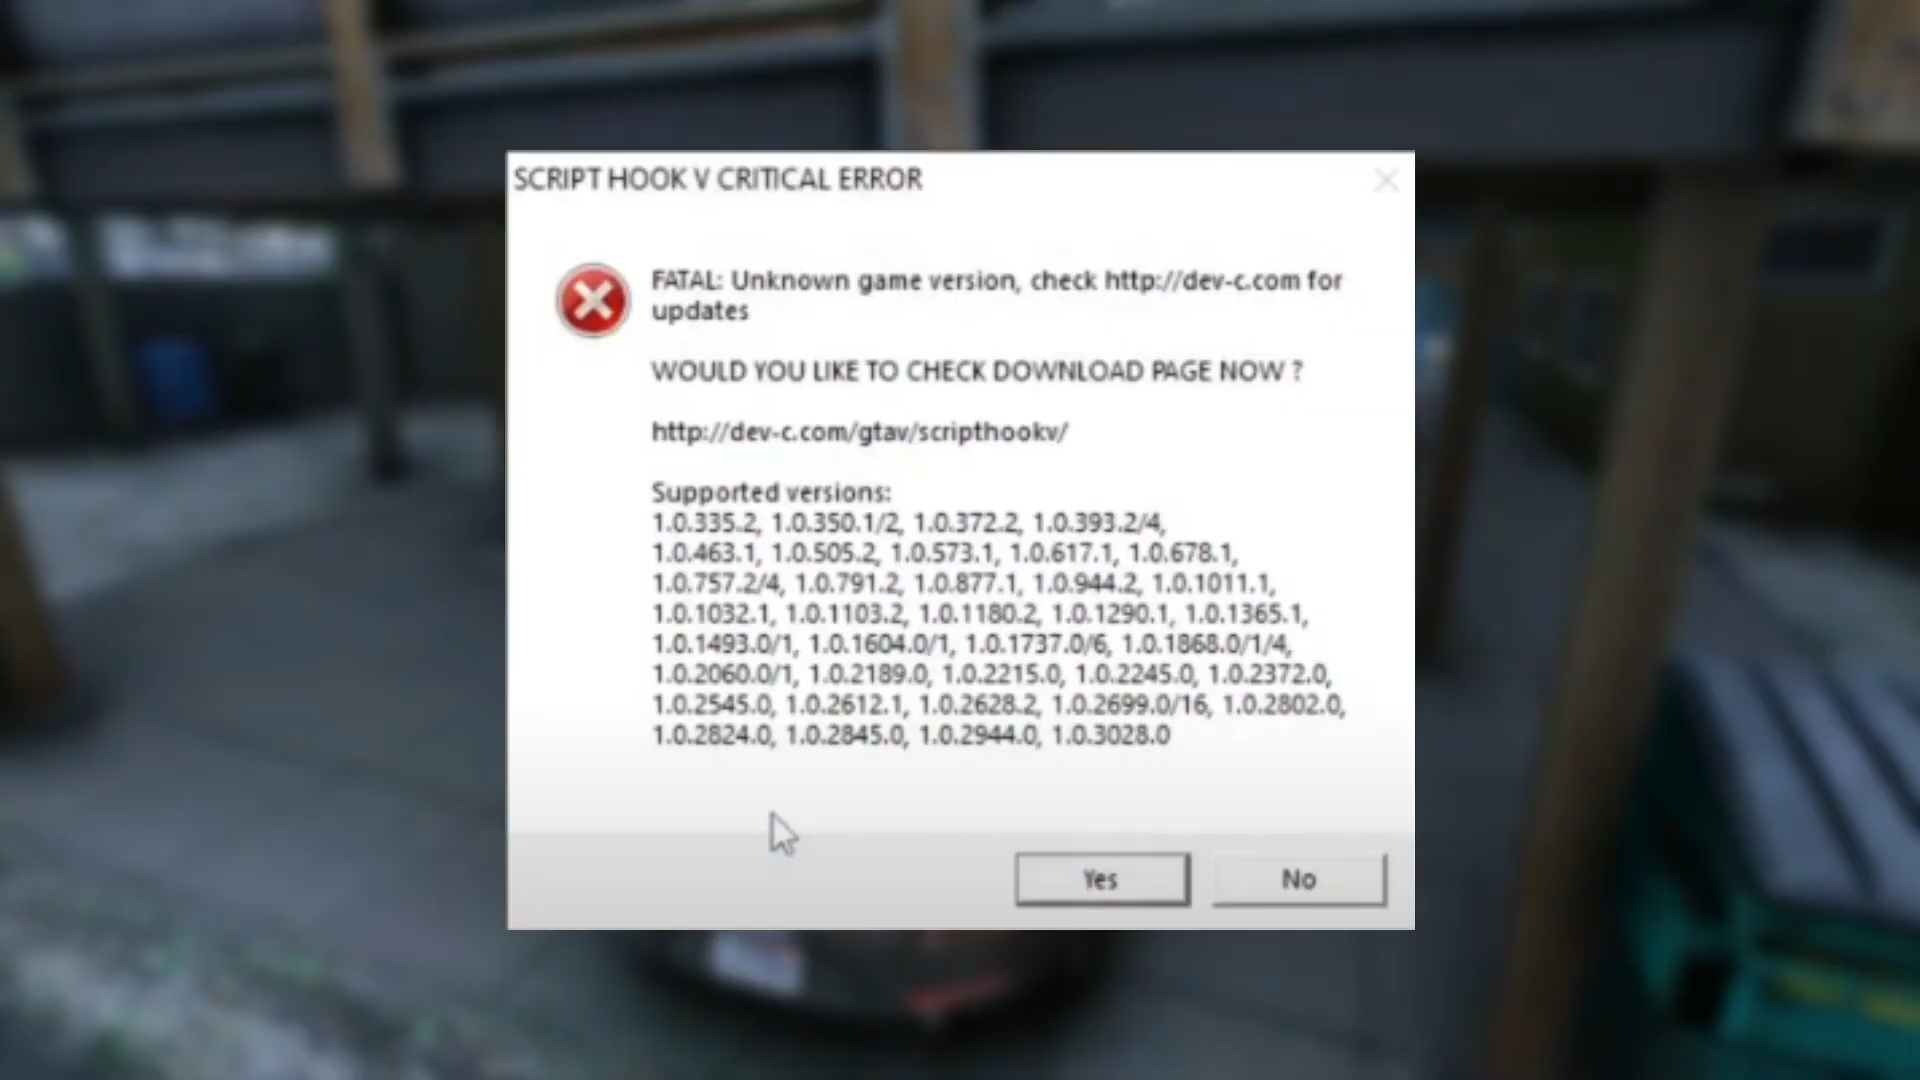 SCRIPT HOOK V CRITICAL ERROR
FATAL: Unknown game version, check http://dev-c.com for
updates
WOULD YOU LIKE TO CHECK DOWNLOAD PAGE NOW ?
http://dev-c.com/gtav/scripthookv/
Supported versions:
1.0.335.2, 1.0.350.1/2, 1.0.372.2, 1.0.393.2/4,
1.0.463.1, 1.0.505.2, 1.0.573.1, 1.0.617.1, 1.0.678.1,
1.0.757.2/4, 1.0.791.2, 1.0.877.1, 1.0.944.2, 1.0.1011.1,
1.0.1032.1, 1.0.1103.2, 1.0.1180.2, 1.0.1290.1, 1.0.1365.1,
1.0.1493.0/1, 1.0.1604.0/1, 1.0.1737.0/6, 1.0.1868.0/1/4,
1.0.2060.0/1, 1.0.2189.0, 1.0.2215.0, 1.0.2245.0, 1.0.2372.0,
1.0.2545.0, 1.0.2612.1, 1.0.2628.2, 1.0.2699.0/16, 1.0.2802.0,
1.0.2824.0, 1.0.2845.0, 1.0.2944.0, 1.0.3028.0
Yes No